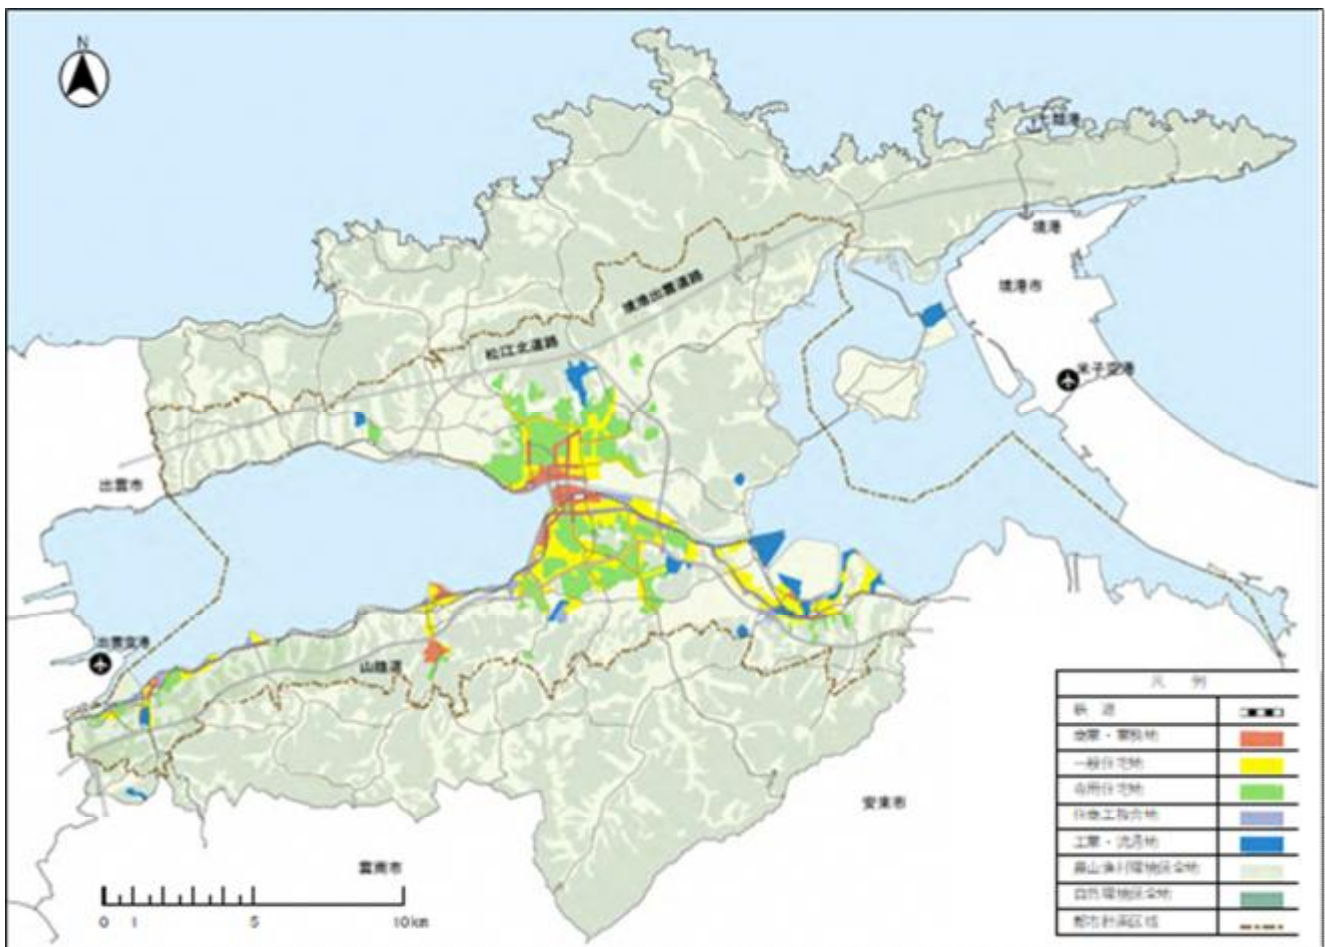 N
七類港
境港
境港市
境港出雲道路
松江北道路
米子空港
出雲市
出雲空港
山陰道
安来市
雲南市
0 1 5 10km
凡 例
鉄 道
商業・業務地
一般住宅地
専用住宅地
住商工複合地
工業・流通地
農山漁村環境保全地
自然環境保全地
都市計画区域